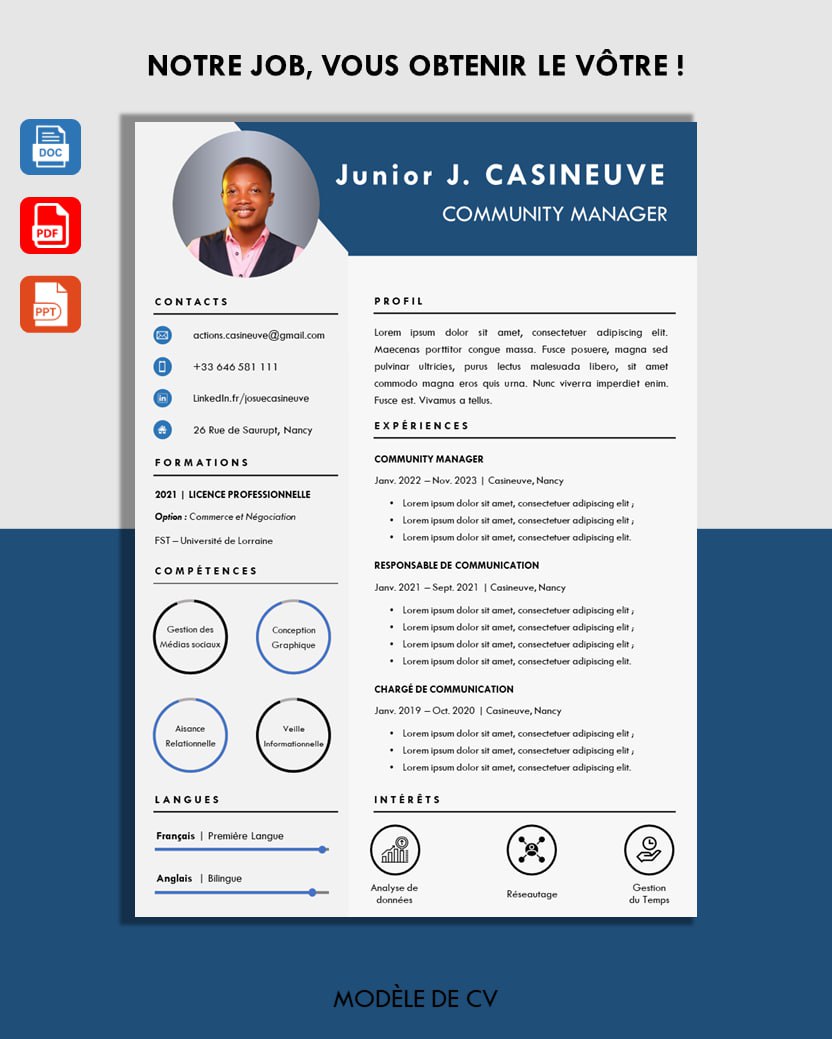 NOTRE JOB, VOUS OBTENIR LE VÔTRE !
DOC
PDF
PPT
Junior J. CASINEUVE
COMMUNITY MANAGER
CONTACTS
actions.casineuve@gmail.com
+33 646 581 111
LinkedIn.fr/josuecasineuve
26 Rue de Saurupt, Nancy
FORMATIONS
2021 | LICENCE PROFESSIONNELLE
Option : Commerce et Négociation
FST – Université de Lorraine
COMPÉTENCES
Gestion des
Médias sociaux
Conception
Graphique
Aisance
Relationnelle
Veille
Informationnelle
LANGUES
Français | Première Langue
Anglais | Bilingue
PROFIL
Lorem ipsum dolor sit amet, consectetuer adipiscing elit.
Maecenas porttitor congue massa. Fusce posuere, magna sed
pulvinar ultricies, purus lectus malesuada libero, sit amet
commodo magna eros quis urna. Nunc viverra imperdiet enim.
Fusce est. Vivamus a tellus.
EXPÉRIENCES
COMMUNITY MANAGER
Janv. 2022 – Nov. 2023 | Casineuve, Nancy
• Lorem ipsum dolor sit amet, consectetuer adipiscing elit ;
• Lorem ipsum dolor sit amet, consectetuer adipiscing elit ;
• Lorem ipsum dolor sit amet, consectetuer adipiscing elit.
RESPONSABLE DE COMMUNICATION
Janv. 2021 – Sept. 2021 | Casineuve, Nancy
• Lorem ipsum dolor sit amet, consectetuer adipiscing elit ;
• Lorem ipsum dolor sit amet, consectetuer adipiscing elit ;
• Lorem ipsum dolor sit amet, consectetuer adipiscing elit ;
• Lorem ipsum dolor sit amet, consectetuer adipiscing elit.
CHARGÉ DE COMMUNICATION
Janv. 2019 – Oct. 2020 | Casineuve, Nancy
• Lorem ipsum dolor sit amet, consectetuer adipiscing elit ;
• Lorem ipsum dolor sit amet, consectetuer adipiscing elit ;
• Lorem ipsum dolor sit amet, consectetuer adipiscing elit.
INTÉRÊTS
Analyse de
données
Réseautage
Gestion
du Temps
MODÈLE DE CV